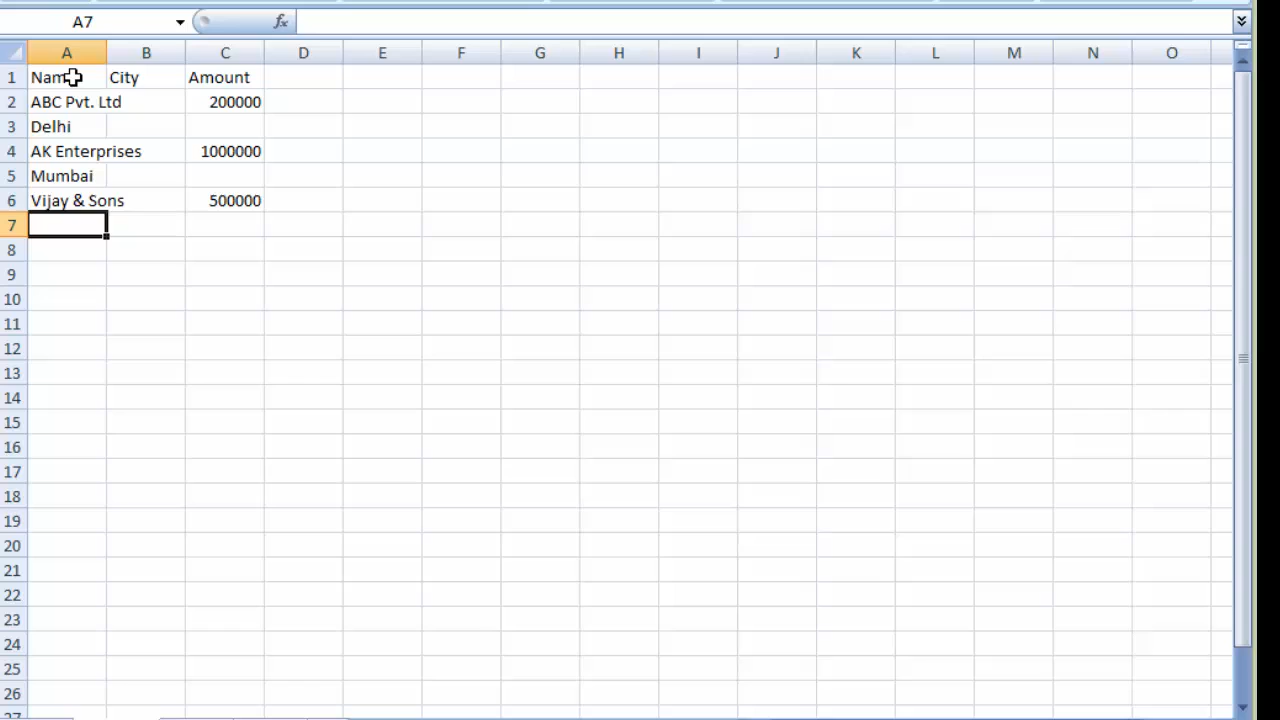 A7 fx
A B C D E F G H I J K L M N O
1 Name City Amount
2 ABC Pvt. Ltd 200000
3 Delhi
4 AK Enterprises 1000000
5 Mumbai
6 Vijay & Sons 500000
7
8
9
10
11
12
13
14
15
16
17
18
19
20
21
22
23
24
25
26
27